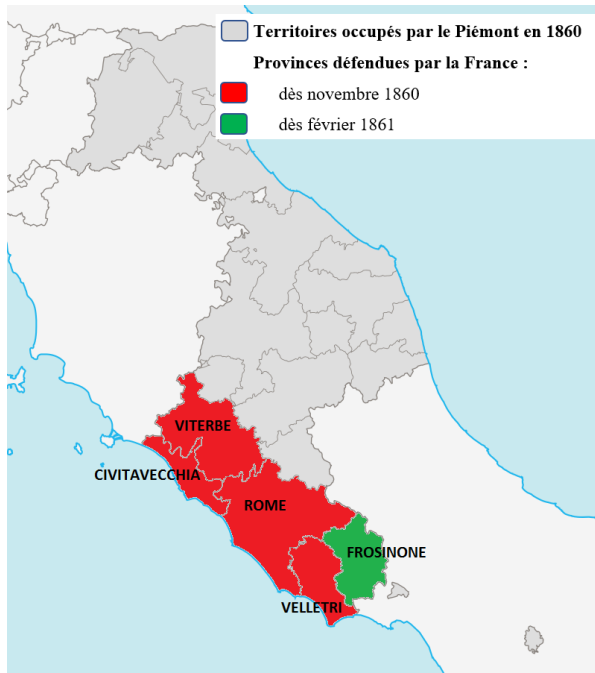 Territoires occupés par le Piémont en 1860
Provinces défendues par la France :
dès novembre 1860
dès février 1861
VITERBE
CIVITAVECCHIA
ROME
FROSINONE
VELLETRI